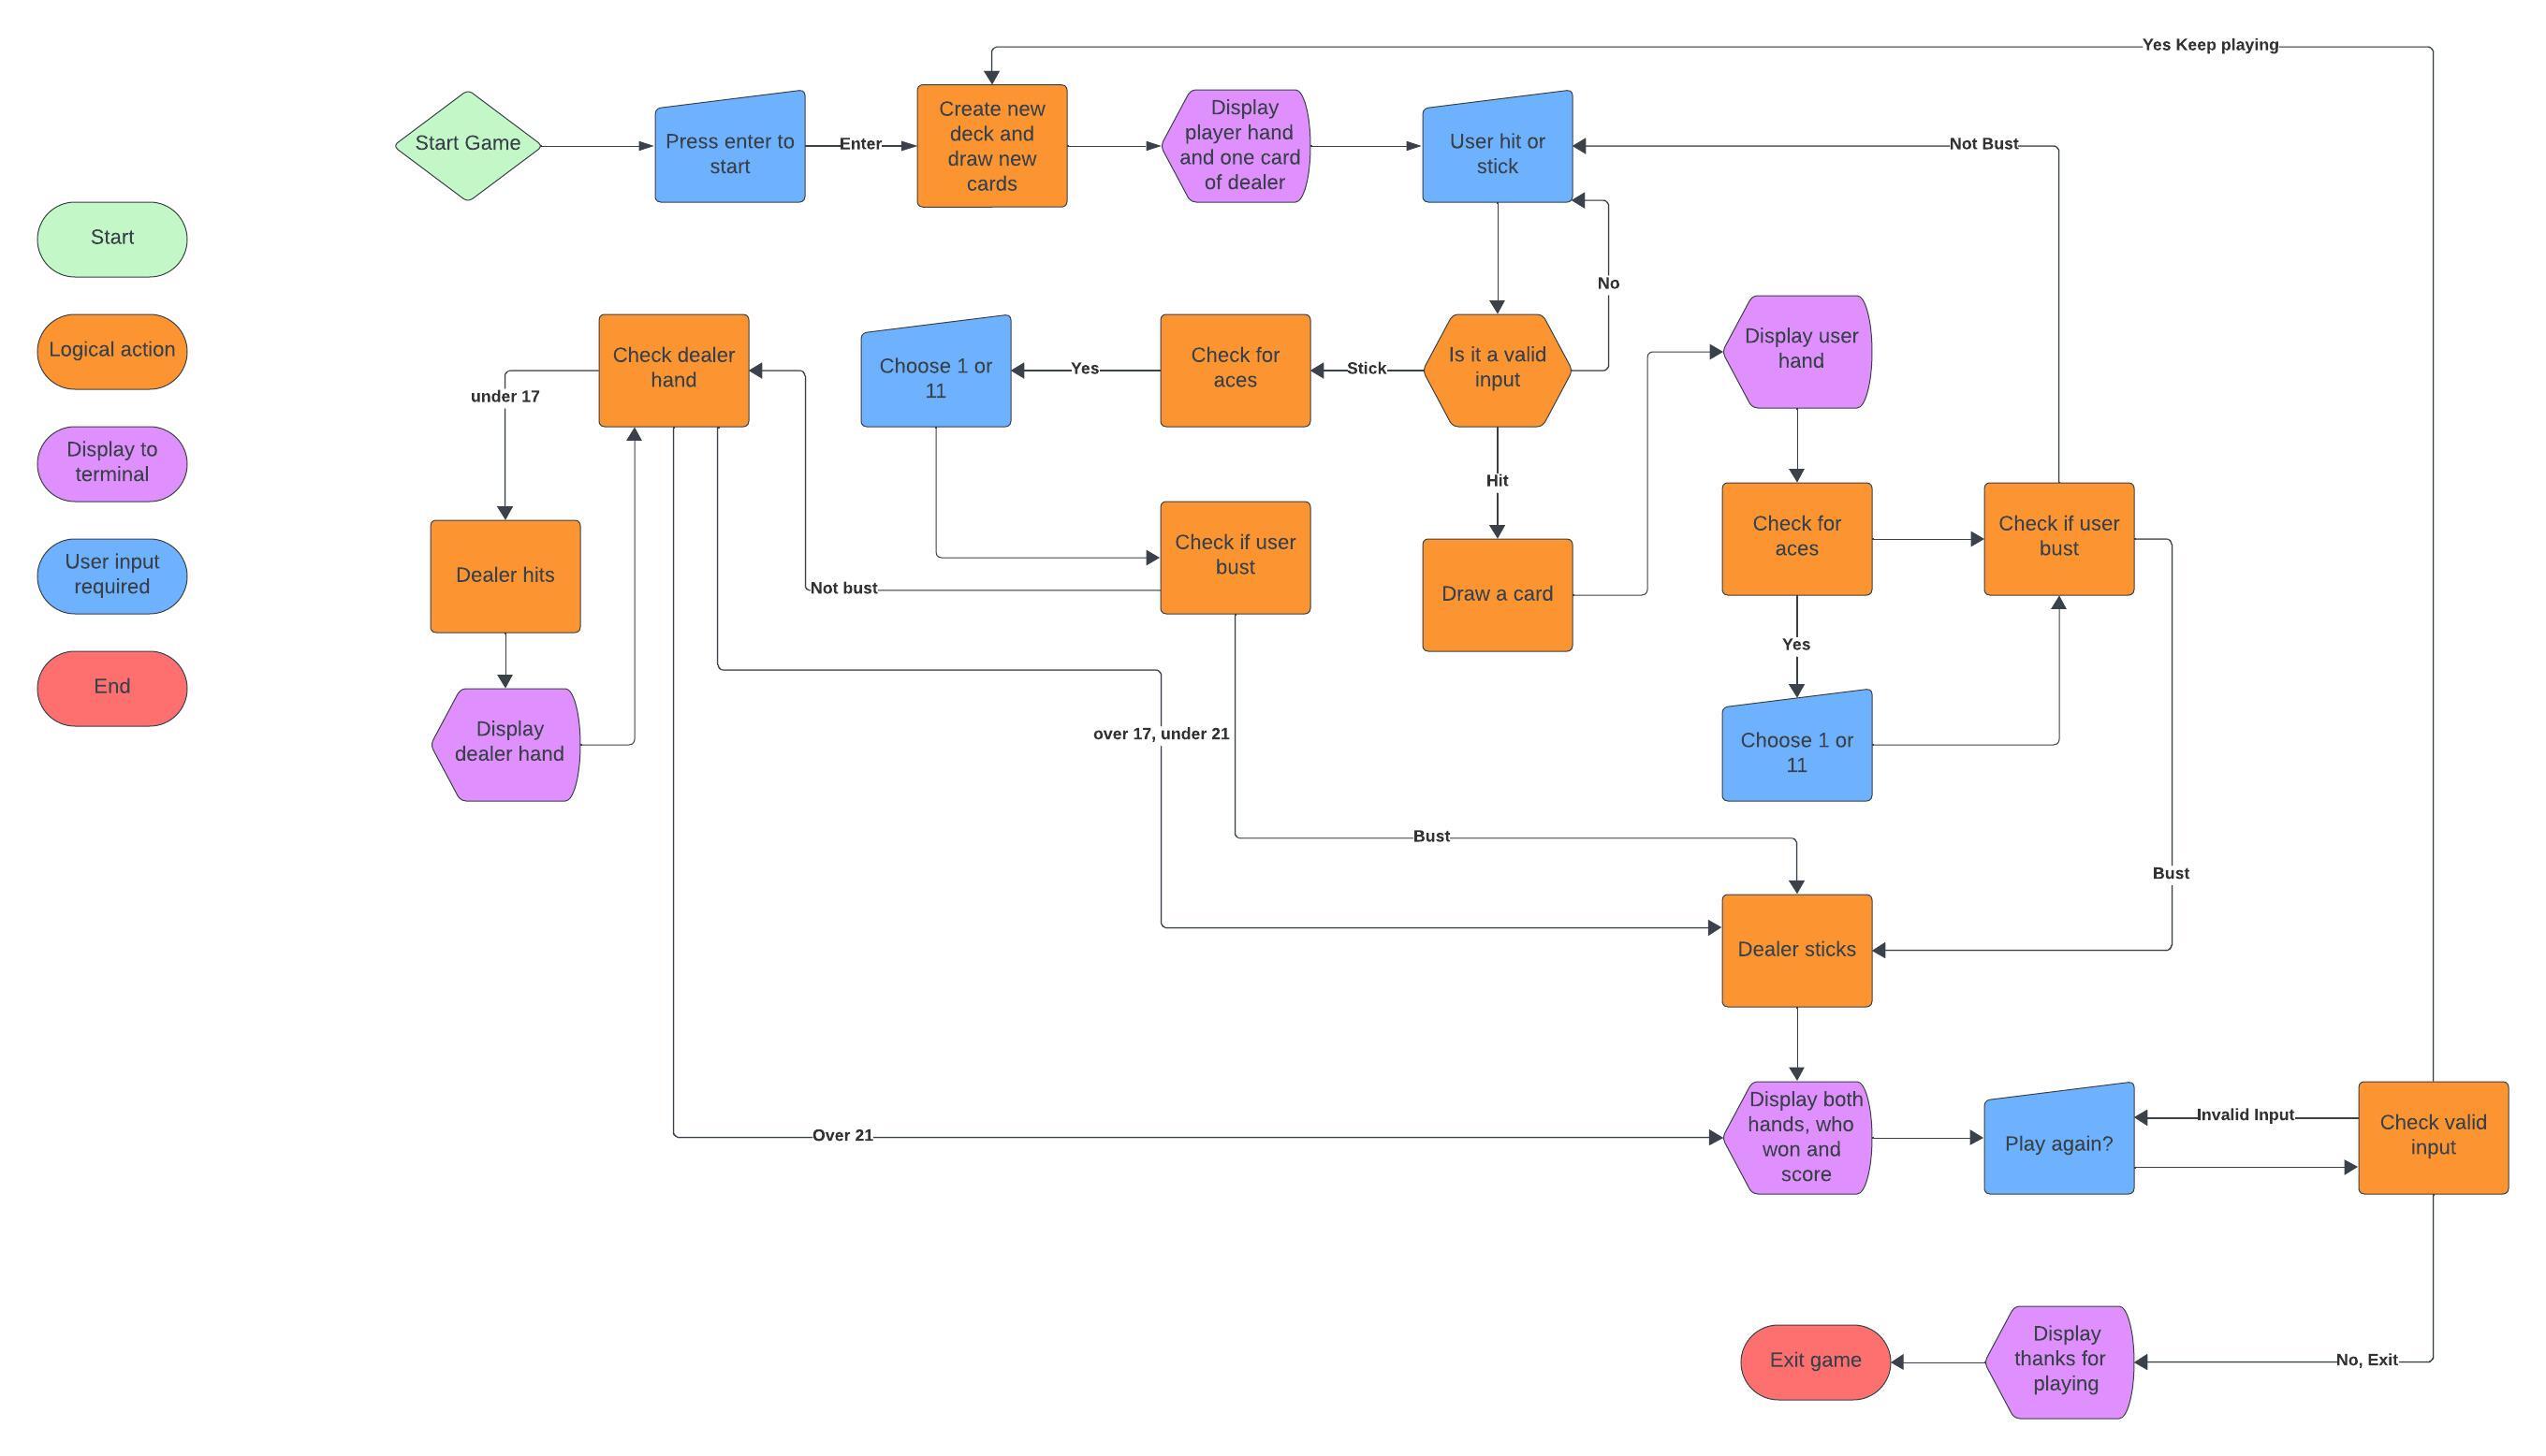 Yes Keep playing
Start Game
Press enter to
start
Enter
Create new
deck and
draw new
cards
Display
player hand
and one card
of dealer
User hit or
stick
Not Bust
Start
Logical action
Display to
terminal
User input
required
End
No
Check dealer
hand
under 17
Choose 1 or
11
Yes
Check for
aces
Stick
Is it a valid
input
Display user
hand
Hit
Dealer hits
Check if user
bust
Not bust
Draw a card
Check for
aces
Check if user
bust
Yes
Display
dealer hand
over 17, under 21
Choose 1 or
11
Bust
Bust
Dealer sticks
Over 21
Display both
hands, who
won and
score
Play again?
Invalid Input
Check valid
input
Exit game
Display
thanks for
playing
No, Exit